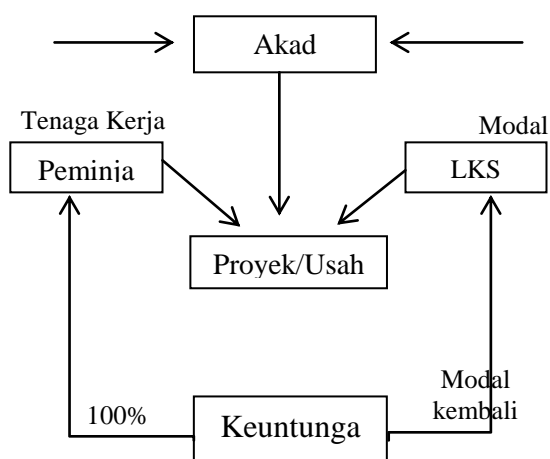 Akad
Tenaga Kerja
Modal
Peminja
LKS
Proyek/Usah
Modal
kembali
100%
Keuntunga